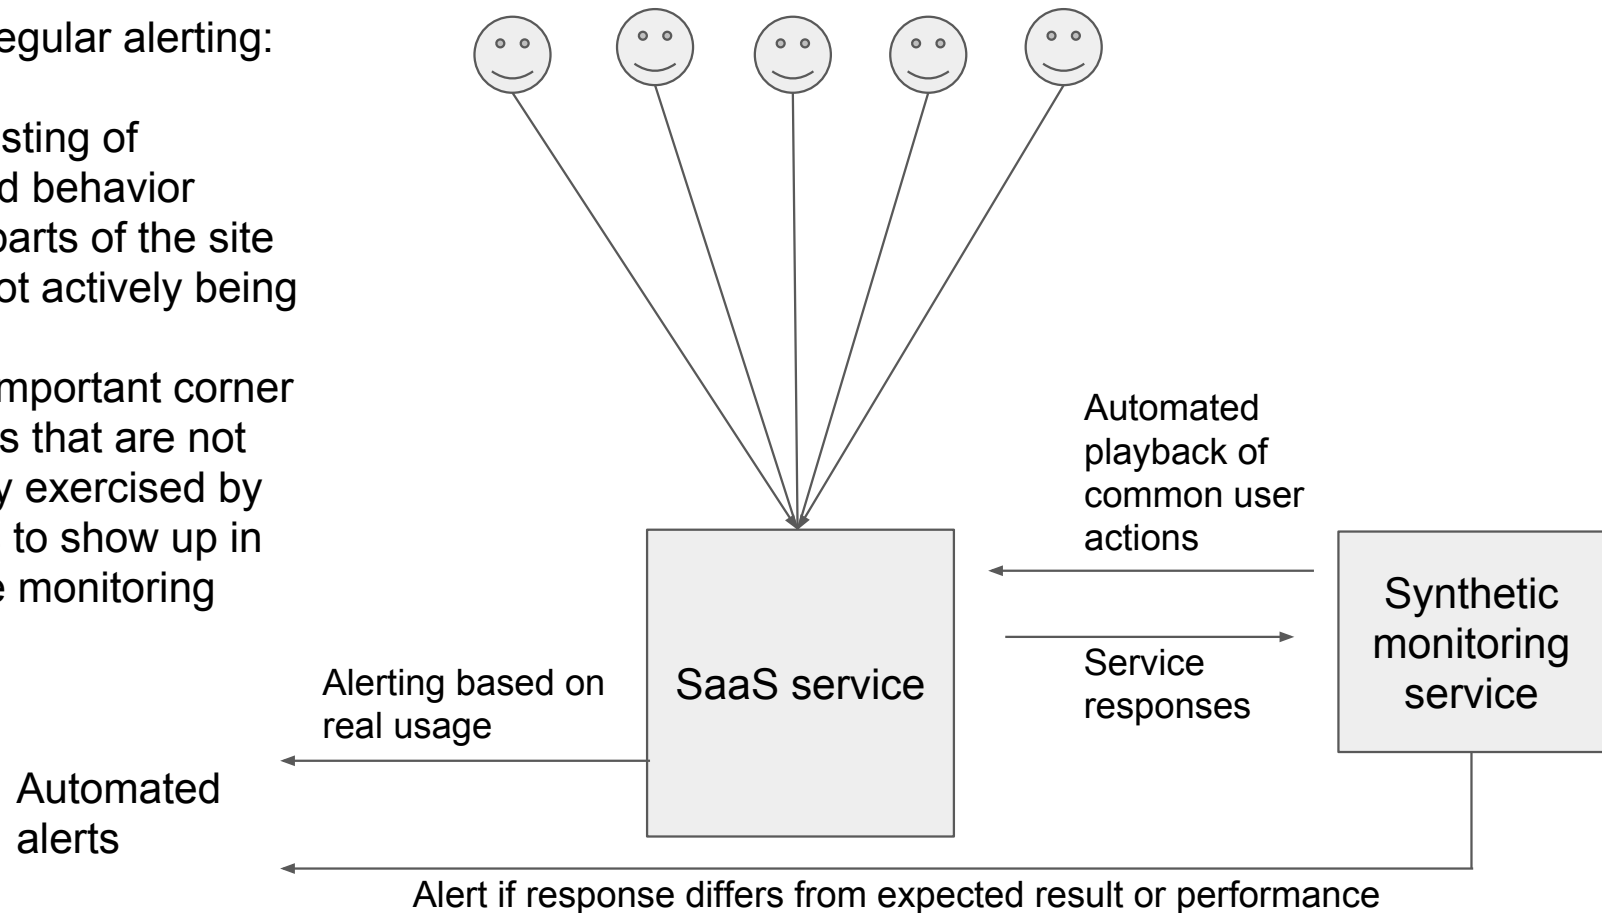 egular alerting:
sting of
d behavior
parts of the site
ot actively being
mportant corner
s that are not
y exercised by
to show up in
e monitoring
Automated
playback of
common user
actions
Synthetic
monitoring
service
Service
responses
SaaS service
Alerting based on
real usage
Automated
alerts
Alert if response differs from expected result or performance